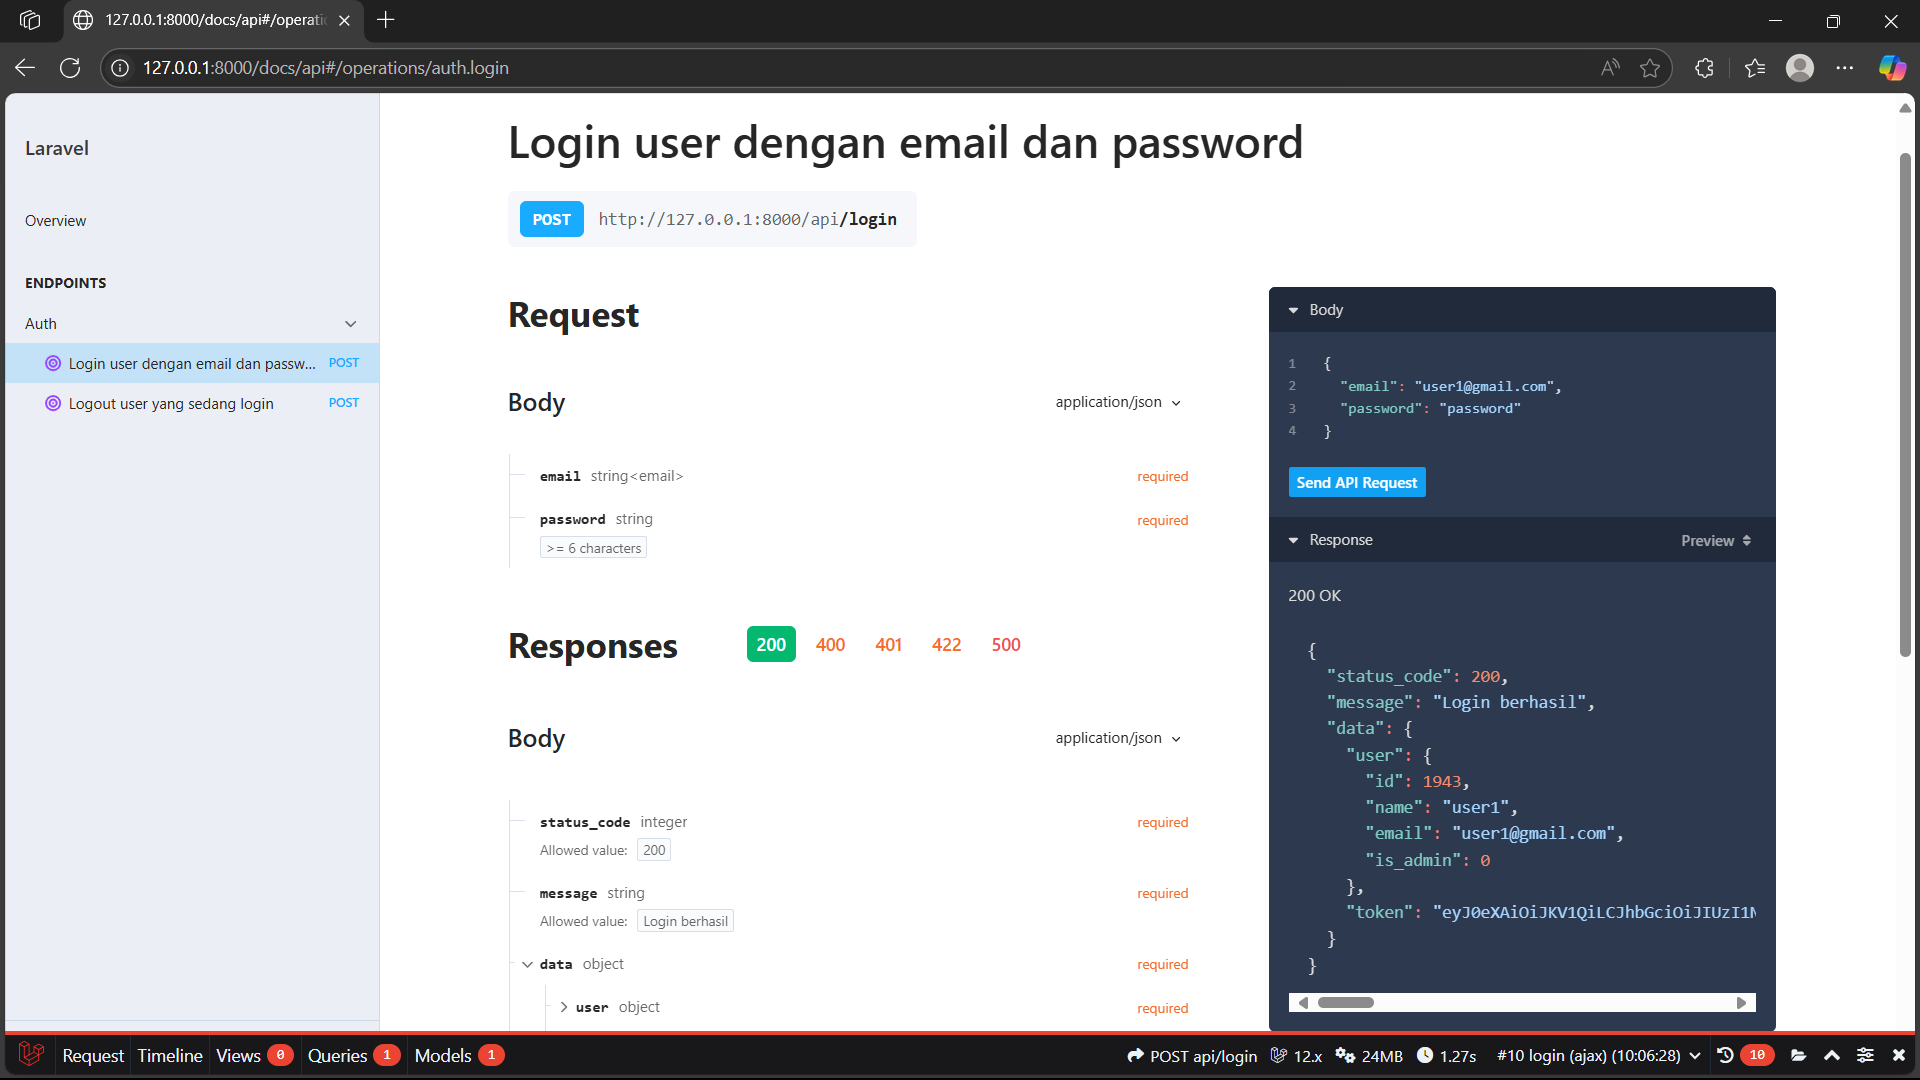 127.0.0.1:8000/docs/api#/operati
127.0.0.1:8000/docs/api#/operations/auth.login
Laravel
Overview
ENDPOINTS
Auth
Login user dengan email dan passw... POST
Logout user yang sedang login POST
Login user dengan email dan password
POST http://127.0.0.1:8000/api/login
Request
Body application/json
email string<email> required
password string required
>= 6 characters
Responses 200 400 401 422 500
Body application/json
status_code integer required
Allowed value: 200
message string required
Allowed value: Login berhasil
data object required
user object required
Body
1 {
2 "email": "user1@gmail.com",
3 "password": "password"
4 }
Send API Request
Response Preview
200 OK
{
"status_code": 200,
"message": "Login berhasil",
"data": {
"user": {
"id": 1943,
"name": "user1",
"email": "user1@gmail.com",
"is_admin": 0
},
"token": "eyJ0eXAiOiJKV1QiLCJhbGciOiJIUzI1N
}
}
Request Timeline Views 0 Queries 1 Models 1 POST api/login 12.x 24MB 1.27s #10 login (ajax) (10:06:28) 10